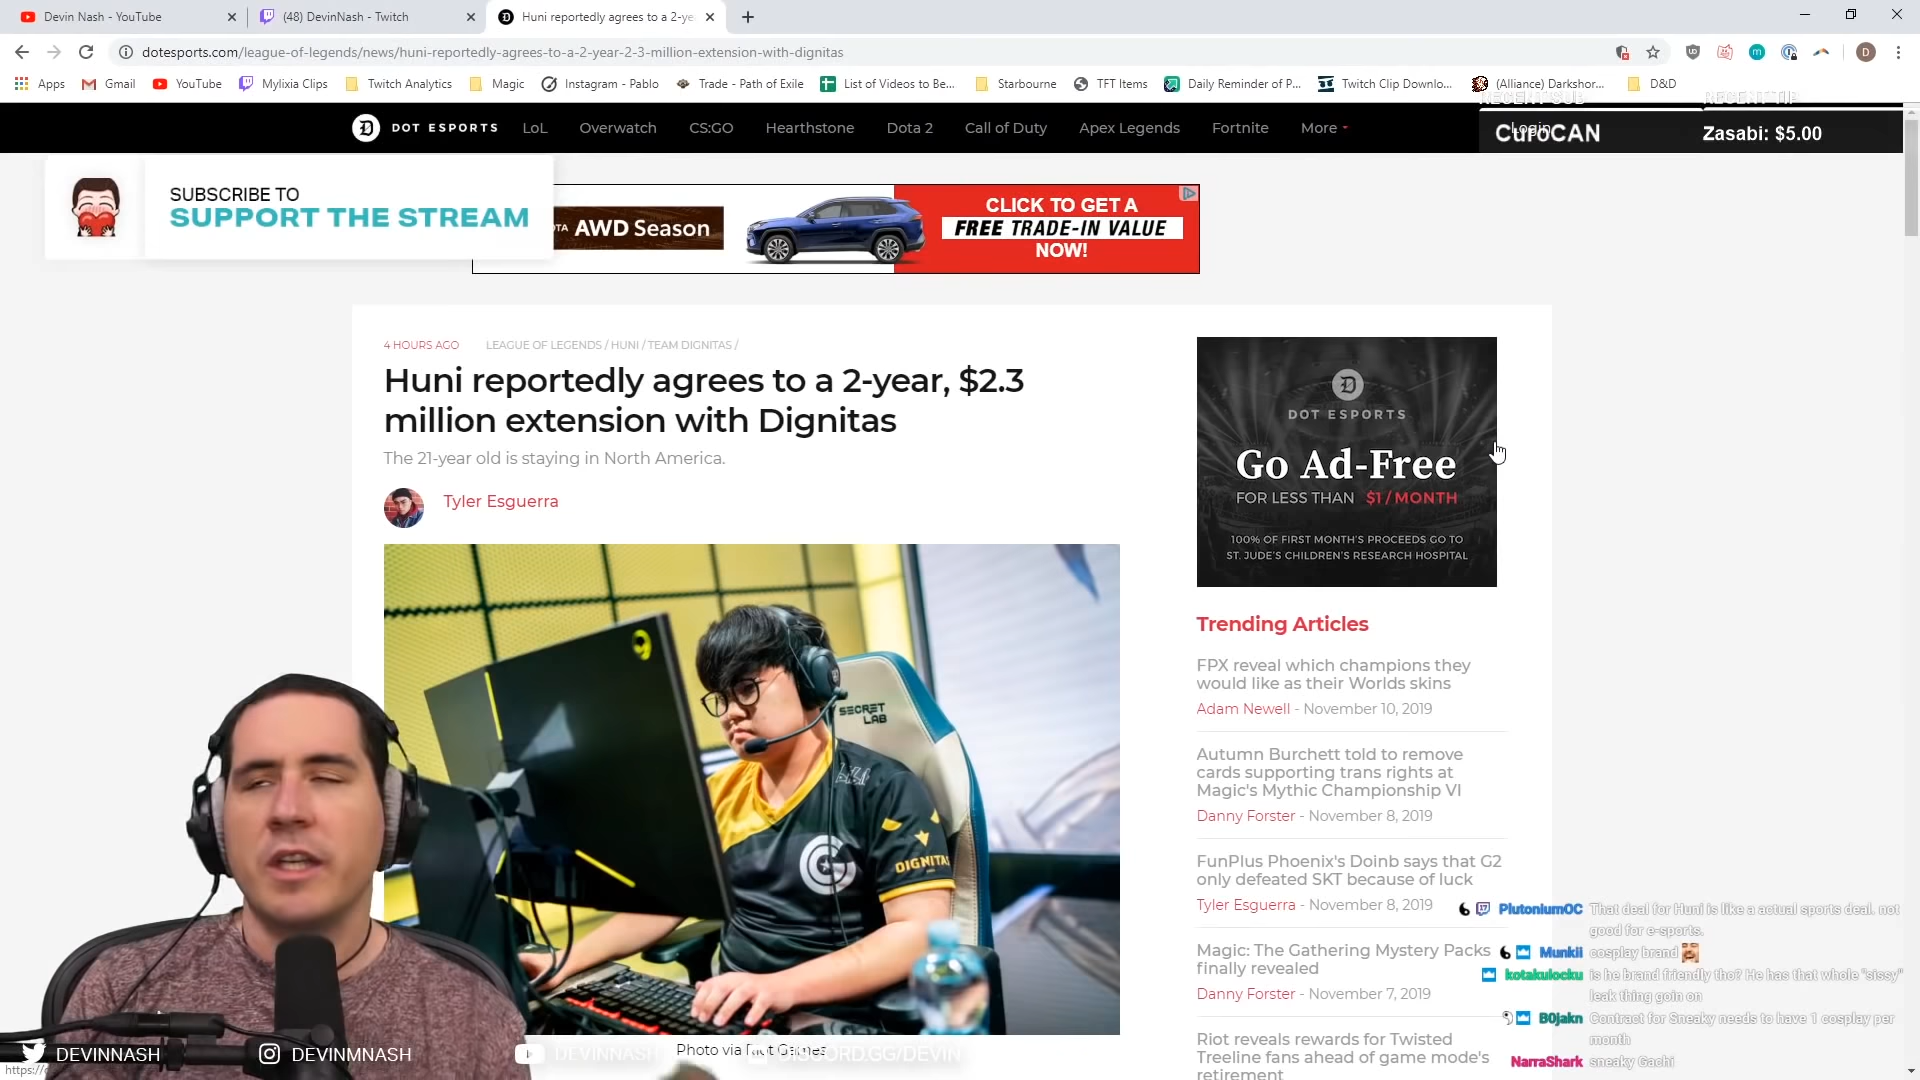 Devin Nash - YouTube
(48) DevinNash - Twitch
Huni reportedly agrees to a 2-ye
dotesports.com/league-of-legends/news/huni-reportedly-agrees-to-a-2-year-2-3-million-extension-with-dignitas
D
Apps
Gmail
YouTube
Mylixia Clips
Twitch Analytics
Magic
Instagram - Pablo
Trade - Path of Exile
List of Videos to Be...
Starbourne
TFT Items
Daily Reminder of P...
Twitch Clip Downlo...
(Alliance) Darkshor...
D&D
RECENT SUB
RECENT TIP
DOT ESPORTS
LoL
Overwatch
CS:GO
Hearthstone
Dota 2
Call of Duty
Apex Legends
Fortnite
More
Login
CuroCAN
Zasabi: $5.00
SUBSCRIBE TO
SUPPORT THE STREAM
AWD Season
CLICK TO GET A
FREE TRADE-IN VALUE
NOW!
4 HOURS AGO
LEAGUE OF LEGENDS / HUNI / TEAM DIGNITAS /
Huni reportedly agrees to a 2-year, $2.3
million extension with Dignitas
The 21-year old is staying in North America.
Tyler Esguerra
SECRET
LAB
DIGNITAS
Photo via Riot Games
DOT ESPORTS
Go Ad-Free
FOR LESS THAN $1 / MONTH
100% OF FIRST MONTH'S PROCEEDS GO TO
ST. JUDE'S CHILDREN'S RESEARCH HOSPITAL
Trending Articles
FPX reveal which champions they
would like as their Worlds skins
Adam Newell - November 10, 2019
Autumn Burchett told to remove
cards supporting trans rights at
Magic's Mythic Championship VI
Danny Forster - November 8, 2019
FunPlus Phoenix's Doinb says that G2
only defeated SKT because of luck
Tyler Esguerra - November 8, 2019
Magic: The Gathering Mystery Packs
finally revealed
Danny Forster - November 7, 2019
Riot reveals rewards for Twisted
Treeline fans ahead of game mode's
retirement
PlutoniumOC That deal for Huni is like a actual sports deal. not
good for e-sports.
Munkii cosplay brand
kotakulocku is he brand friendly tho? He has that whole "sissy"
leak thing goin on
B0jakn Contract for Sneaky needs to have 1 cosplay per
month
NarraShark sneaky Gachi
DEVINNASH
DEVINMNASH
DEVINNASH
DISCORD.GG/DEVIN